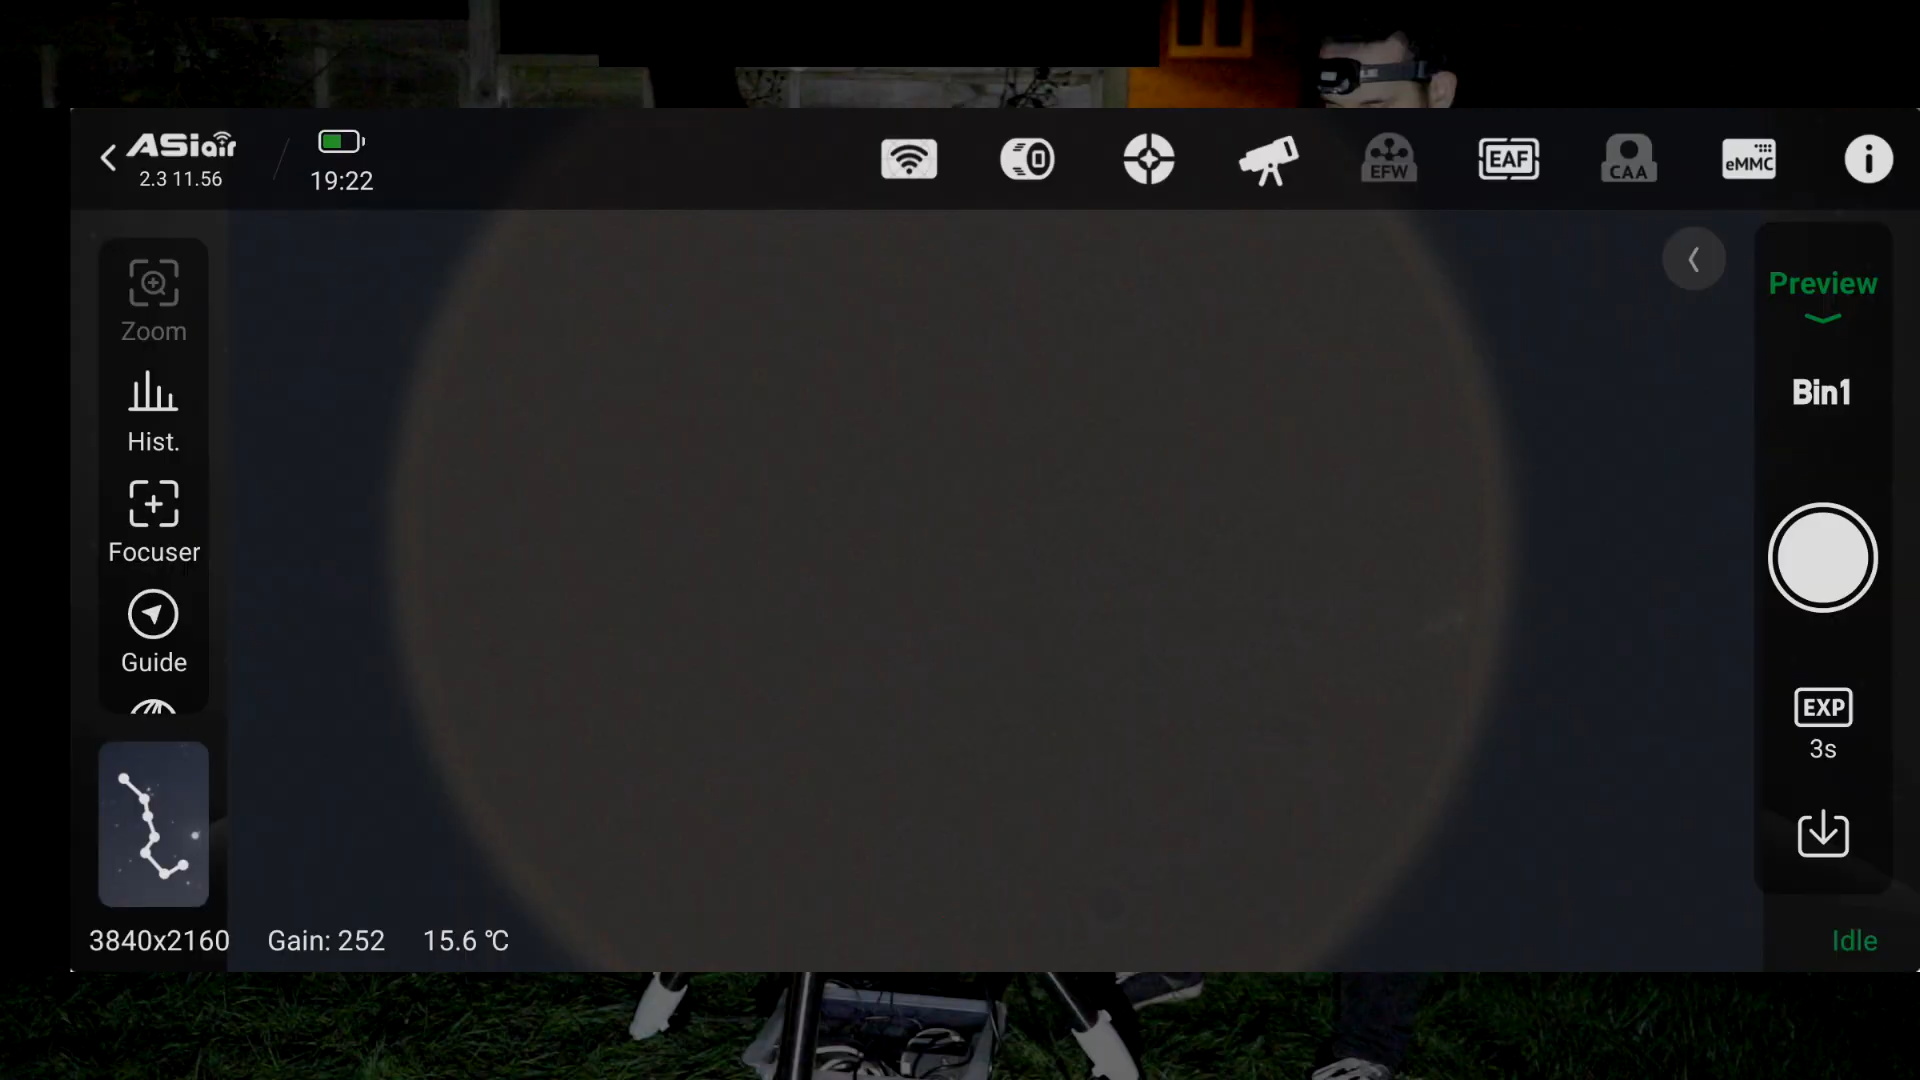 ASiair
2.3 11.56
19:22
EFW
EAF
CAA
eMMC
Zoom
Hist.
Focuser
Guide
Preview
Bin1
EXP
3s
3840x2160
Gain: 252
15.6 ℃
Idle